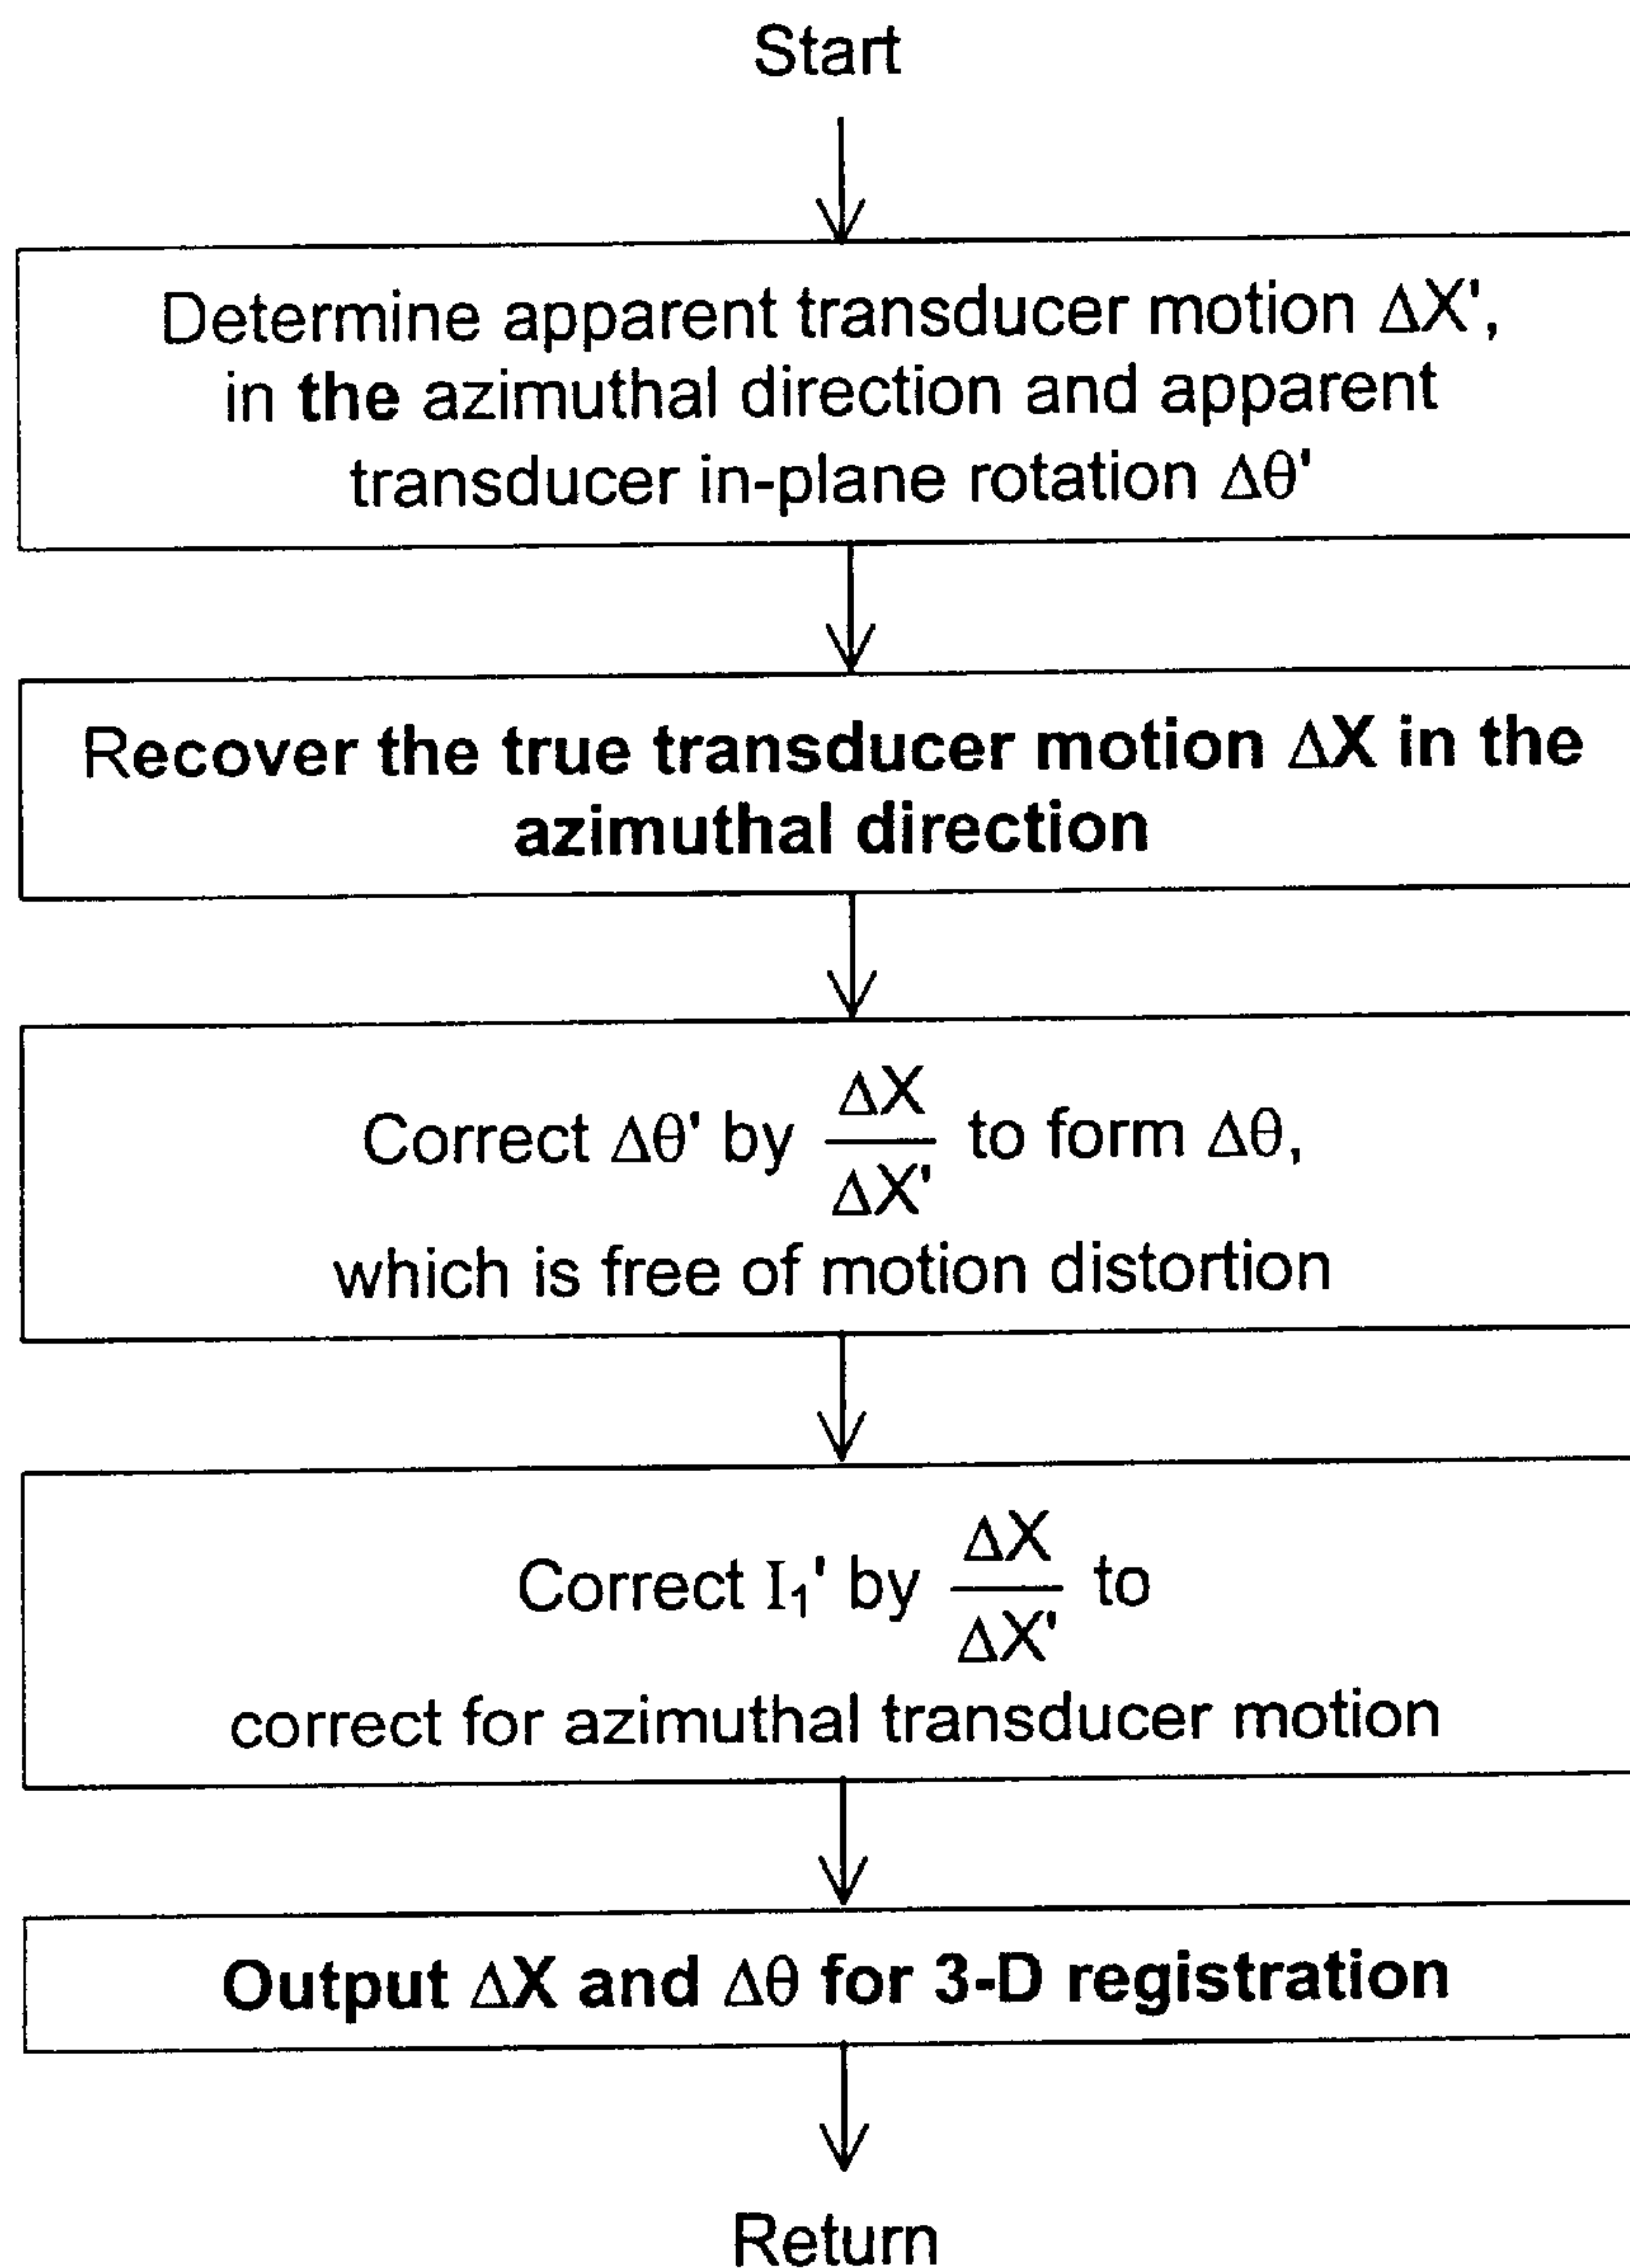 Start
Determine apparent transducer motion ΔX',
in the azimuthal direction and apparent
transducer in-plane rotation Δθ'
Recover the true transducer motion ΔX in the
azimuthal direction
Correct Δθ' by ΔX/ΔX' to form Δθ,
which is free of motion distortion
Correct I₁' by ΔX/ΔX' to
correct for azimuthal transducer motion
Output ΔX and Δθ for 3-D registration
Return